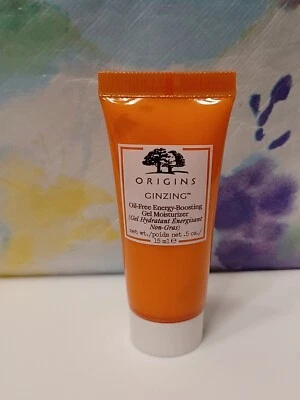 ORIGINS
GINZING™
Oil-Free Energy-Boosting
Gel Moisturizer
(Gel Hydratant Énergisant
Non-Gras)
net wt./poids net .5 oz./
15 ml ℮